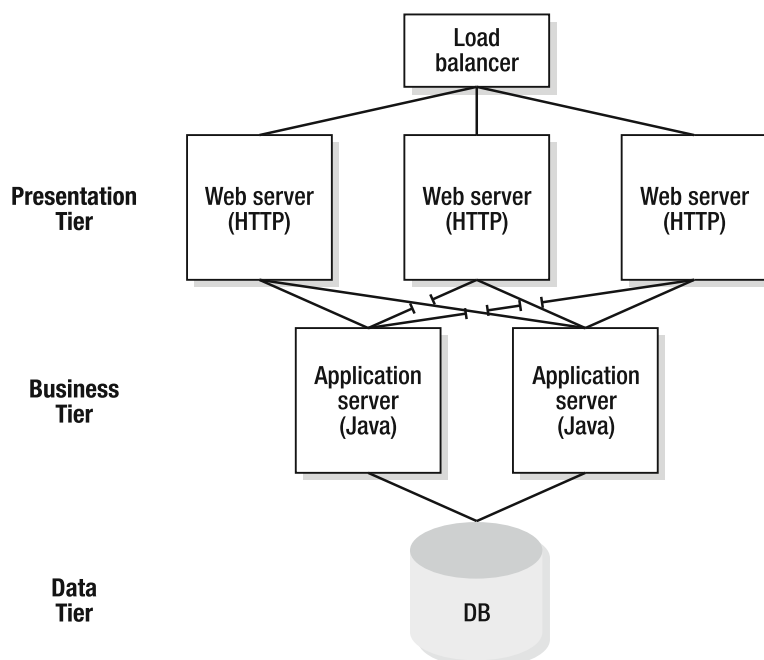 Load
balancer
Presentation
Tier
Web server
(HTTP)
Web server
(HTTP)
Web server
(HTTP)
Business
Tier
Application
server
(Java)
Application
server
(Java)
Data
Tier
DB